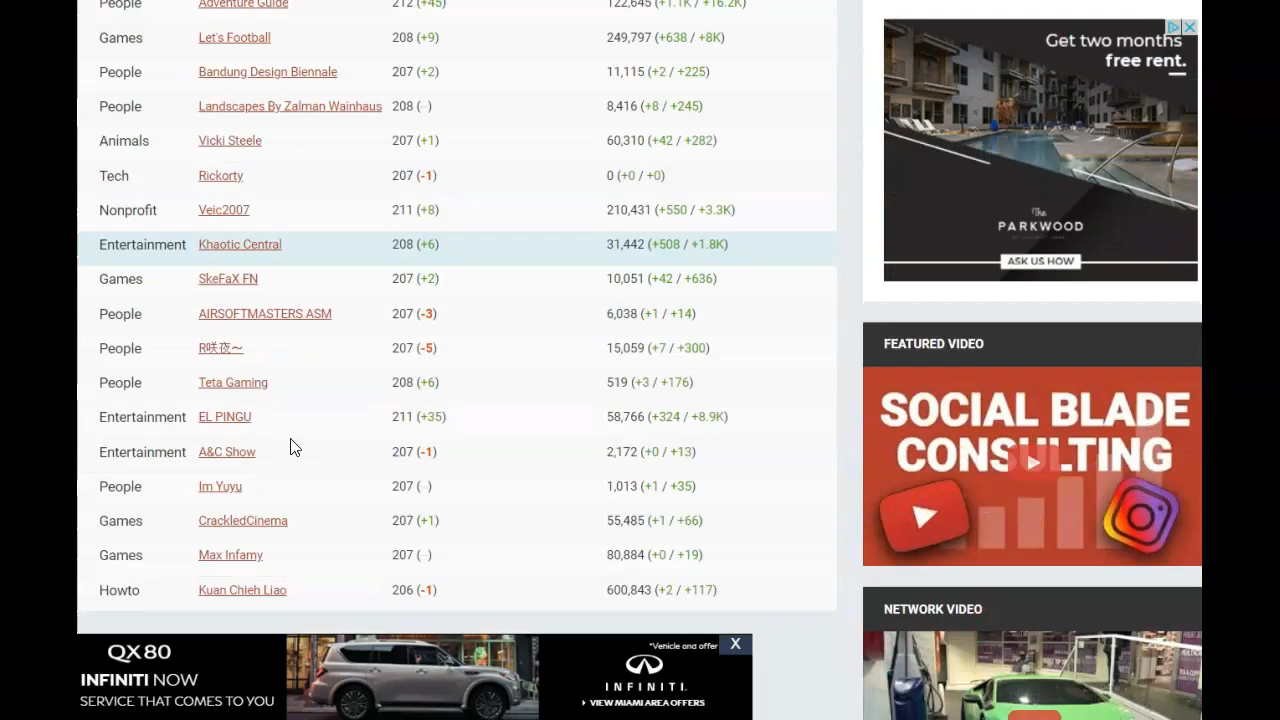 People Adventure Guide 212 (+45) 122,645 (+1.1K / +16.2K)
Games Let's Football 208 (+9) 249,797 (+638 / +8K)
People Bandung Design Biennale 207 (+2) 11,115 (+2 / +225)
People Landscapes By Zalman Wainhaus 208 (--) 8,416 (+8 / +245)
Animals Vicki Steele 207 (+1) 60,310 (+42 / +282)
Tech Rickorty 207 (-1) 0 (+0 / +0)
Nonprofit Veic2007 211 (+8) 210,431 (+550 / +3.3K)
Entertainment Khaotic Central 208 (+6) 31,442 (+508 / +1.8K)
Games SkeFaX FN 207 (+2) 10,051 (+42 / +636)
People AIRSOFTMASTERS ASM 207 (-3) 6,038 (+1 / +14)
People R咲夜〜 207 (-5) 15,059 (+7 / +300)
People Teta Gaming 208 (+6) 519 (+3 / +176)
Entertainment EL PINGU 211 (+35) 58,766 (+324 / +8.9K)
Entertainment A&C Show 207 (-1) 2,172 (+0 / +13)
People Im Yuyu 207 (--) 1,013 (+1 / +35)
Games CrackledCinema 207 (+1) 55,485 (+1 / +66)
Games Max Infamy 207 (--) 80,884 (+0 / +19)
Howto Kuan Chieh Liao 206 (-1) 600,843 (+2 / +117)
Get two months
free rent.
The
PARKWOOD
ASK US HOW
FEATURED VIDEO
SOCIAL BLADE
CONSULTING
NETWORK VIDEO
QX80
INFINITI NOW
SERVICE THAT COMES TO YOU
*Vehicle and offer
X
INFINITI.
VIEW MIAMI AREA OFFERS